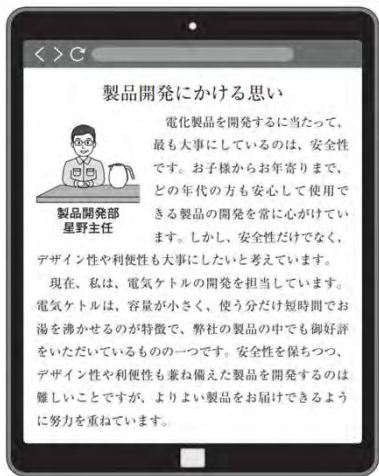 製品開発にかける思い
電化製品を開発するに当たって、
最も大事にしているのは、安全性
です。お子様からお年寄りまで、
どの年代の方も安心して使用で
きる製品の開発を常に心がけてい
ます。しかし、安全性だけでなく、
デザイン性や利便性も大事にしたいと考えています。
製品開発部
星野主任
現在、私は、電気ケトルの開発を担当しています。
電気ケトルは、容量が小さく、使う分だけ短時間でお
湯を沸かせるのが特徴で、弊社の製品の中でも御好評
をいただいているものの一つです。安全性を保ちつつ、
デザイン性や利便性も兼ね備えた製品を開発するのは
難しいことですが、よりよい製品をお届けできるよう
に努力を重ねています。